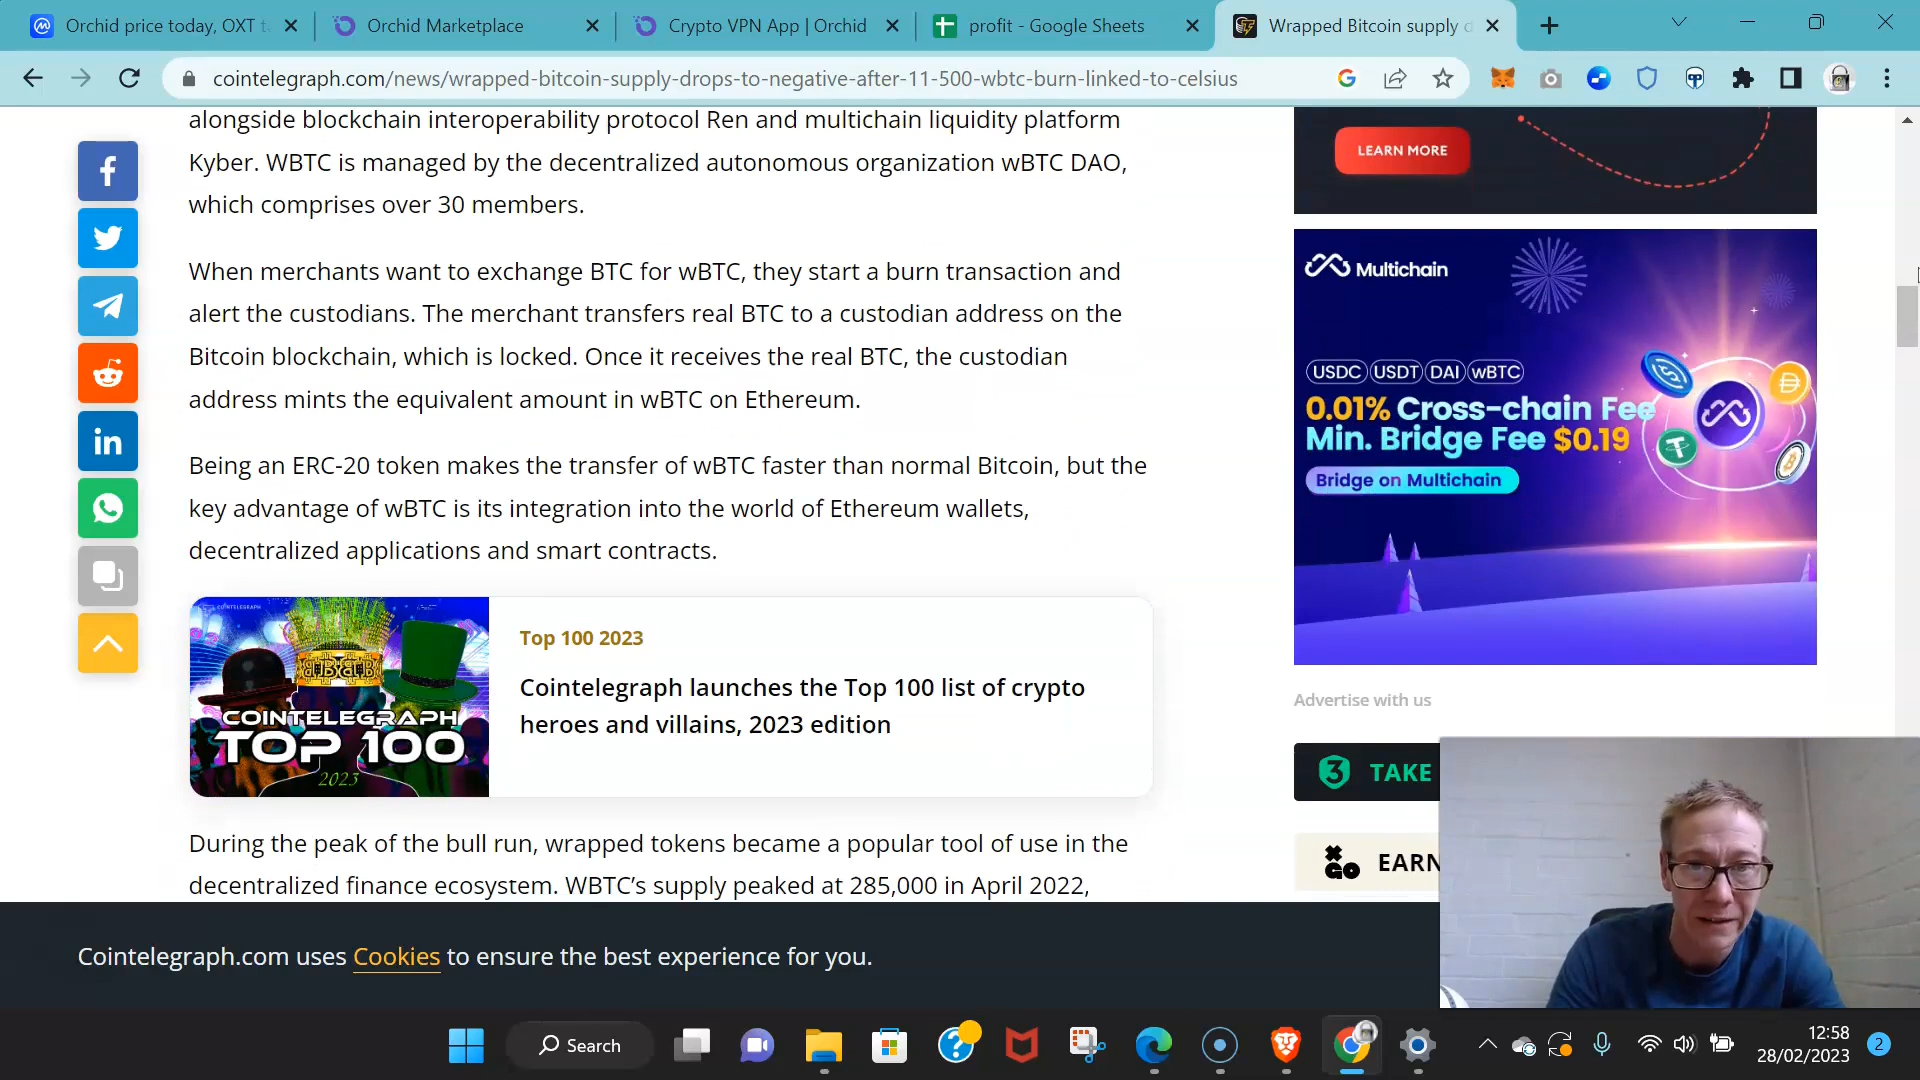 Orchid price today, OXT t
Orchid Marketplace
Crypto VPN App | Orchid
profit - Google Sheets
Wrapped Bitcoin supply d
cointelegraph.com/news/wrapped-bitcoin-supply-drops-to-negative-after-11-500-wbtc-burn-linked-to-celsius
alongside blockchain interoperability protocol Ren and multichain liquidity platform
Kyber. WBTC is managed by the decentralized autonomous organization wBTC DAO,
which comprises over 30 members.
When merchants want to exchange BTC for wBTC, they start a burn transaction and
alert the custodians. The merchant transfers real BTC to a custodian address on the
Bitcoin blockchain, which is locked. Once it receives the real BTC, the custodian
address mints the equivalent amount in wBTC on Ethereum.
Being an ERC-20 token makes the transfer of wBTC faster than normal Bitcoin, but the
key advantage of wBTC is its integration into the world of Ethereum wallets,
decentralized applications and smart contracts.
COINTELEGRAPH
COINTELEGRAPH
TOP 100
2023
Top 100 2023
Cointelegraph launches the Top 100 list of crypto
heroes and villains, 2023 edition
During the peak of the bull run, wrapped tokens became a popular tool of use in the
decentralized finance ecosystem. WBTC’s supply peaked at 285,000 in April 2022,
LEARN MORE
Multichain
USDC USDT DAI wBTC
0.01% Cross-chain Fee
Min. Bridge Fee $0.19
Bridge on Multichain
Advertise with us
TAKE
EARN
Cointelegraph.com uses Cookies to ensure the best experience for you.
Search
12:58
28/02/2023
2